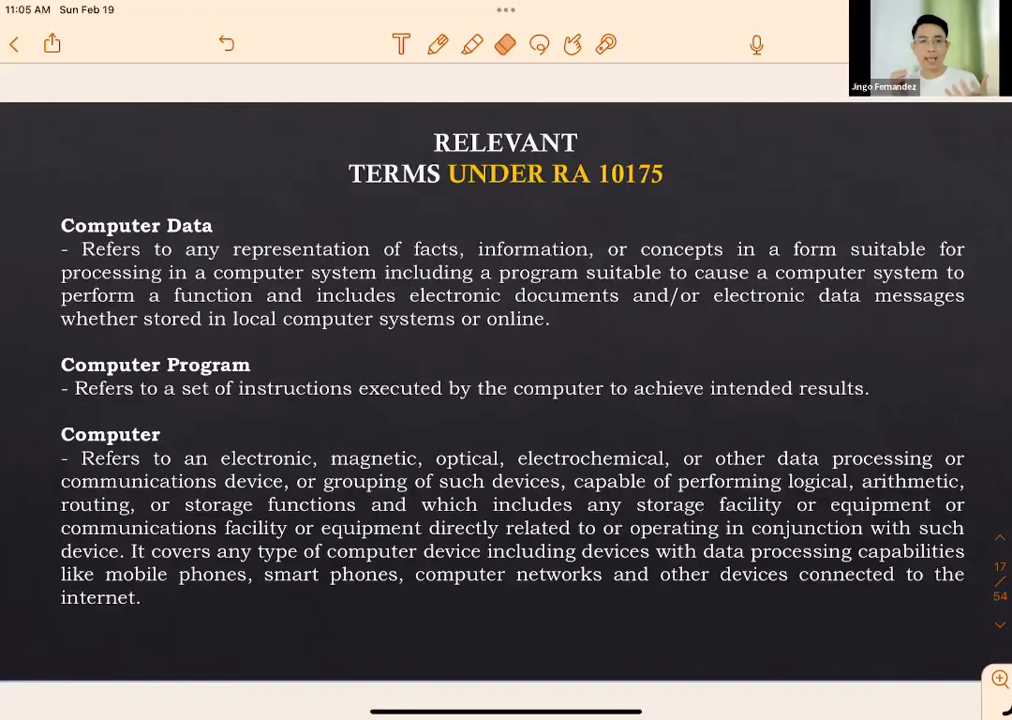 11:05 AM Sun Feb 19
Jingo Fernandez
RELEVANT
TERMS UNDER RA 10175
Computer Data
- Refers to any representation of facts, information, or concepts in a form suitable for
processing in a computer system including a program suitable to cause a computer system to
perform a function and includes electronic documents and/or electronic data messages
whether stored in local computer systems or online.
Computer Program
- Refers to a set of instructions executed by the computer to achieve intended results.
Computer
- Refers to an electronic, magnetic, optical, electrochemical, or other data processing or
communications device, or grouping of such devices, capable of performing logical, arithmetic,
routing, or storage functions and which includes any storage facility or equipment or
communications facility or equipment directly related to or operating in conjunction with such
device. It covers any type of computer device including devices with data processing capabilities
like mobile phones, smart phones, computer networks and other devices connected to the
internet.
17
/
54